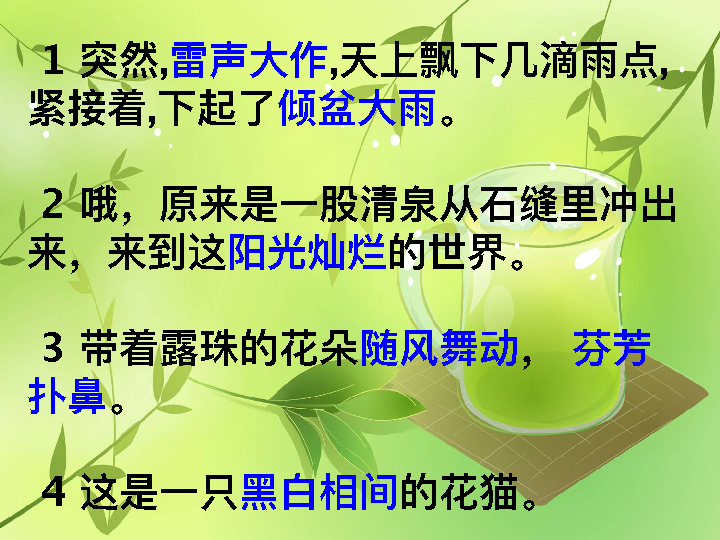 1 突然,雷声大作,天上飘下几滴雨点,
紧接着,下起了倾盆大雨。
2 哦，原来是一股清泉从石缝里冲出
来，来到这阳光灿烂的世界。
3 带着露珠的花朵随风舞动， 芬芳
扑鼻。
4 这是一只黑白相间的花猫。